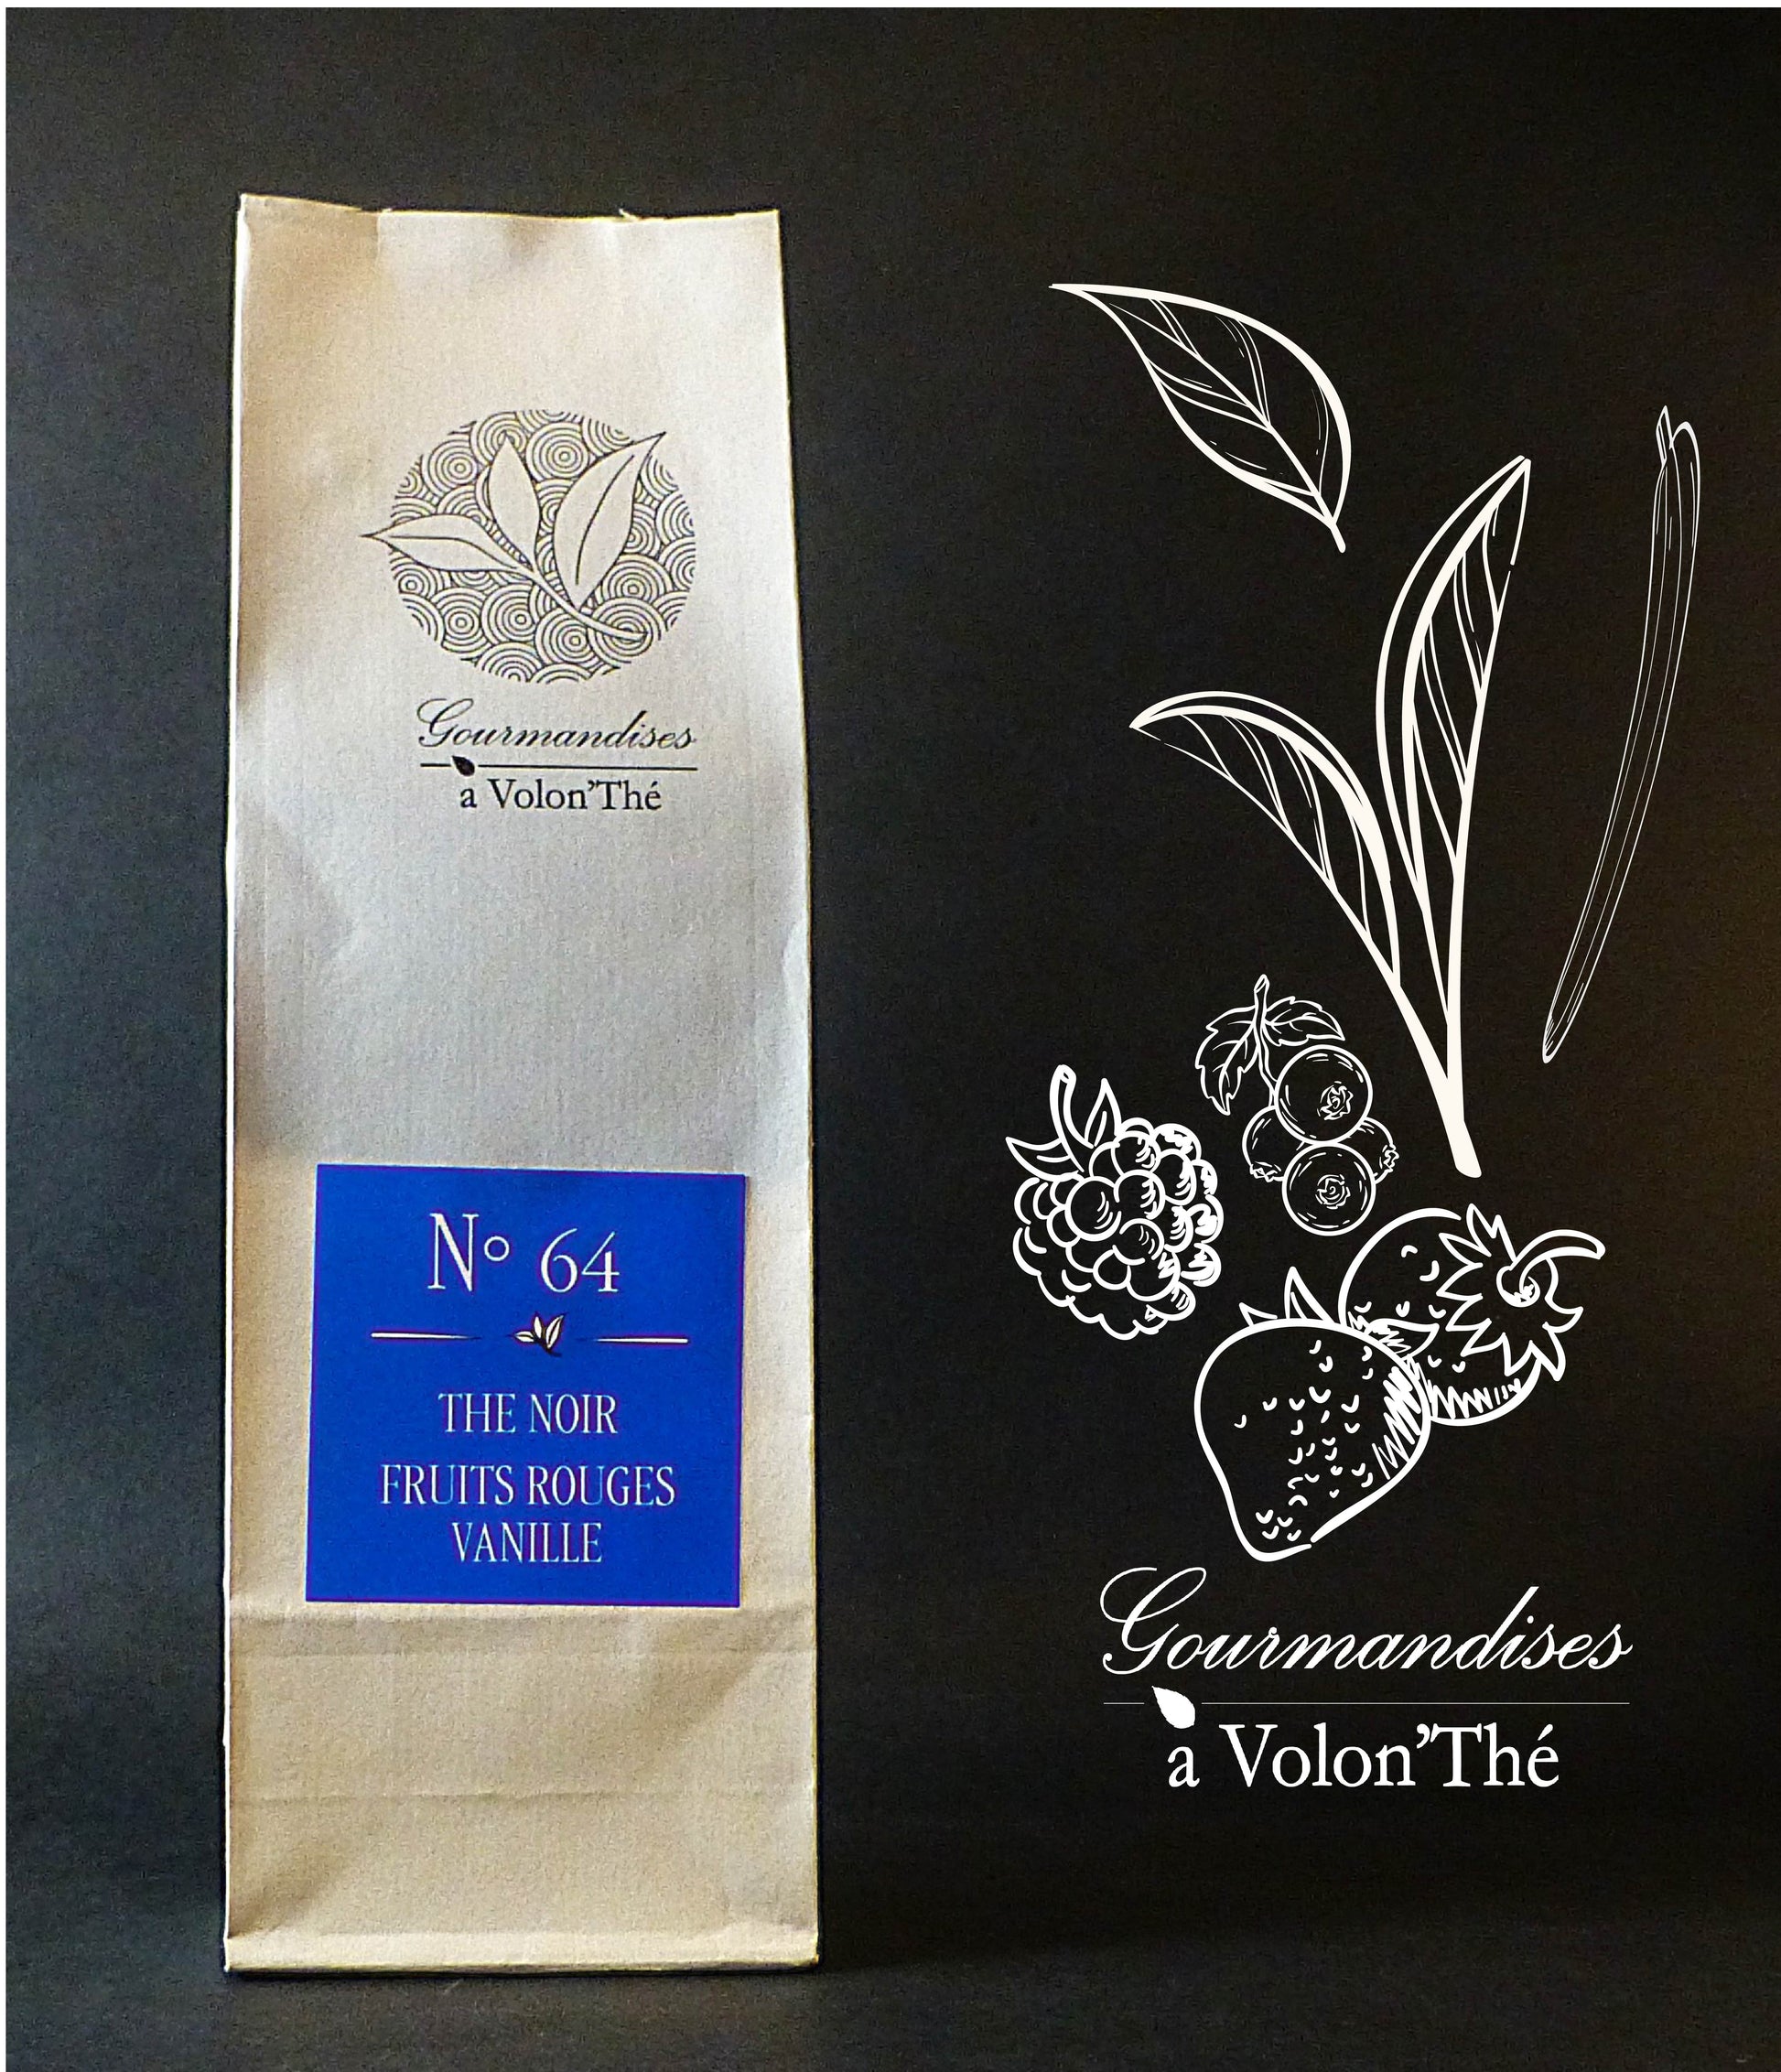 Gourmandises
a Volon'Thé
N° 64
THE NOIR
FRUITS ROUGES
VANILLE
Gourmandises
a Volon'Thé